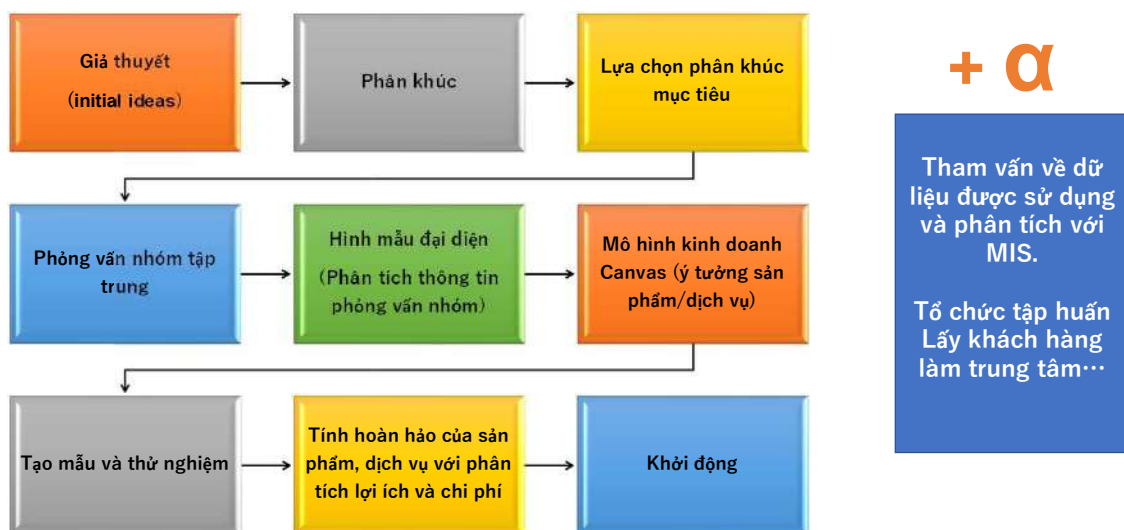 Giả thuyết
(initial ideas)
Phân khúc
Lựa chọn phân khúc
mục tiêu
Phỏng vấn nhóm tập
trung
Hình mẫu đại diện
(Phân tích thông tin
phỏng vấn nhóm)
Mô hình kinh doanh
Canvas (ý tưởng sản
phẩm/dịch vụ)
Tạo mẫu và thử nghiệm
Tính hoàn hảo của sản
phẩm, dịch vụ với phân
tích lợi ích và chi phí
Khởi động
+ α
Tham vấn về dữ
liệu được sử dụng
và phân tích với
MIS.
Tổ chức tập huấn
Lấy khách hàng
làm trung tâm…